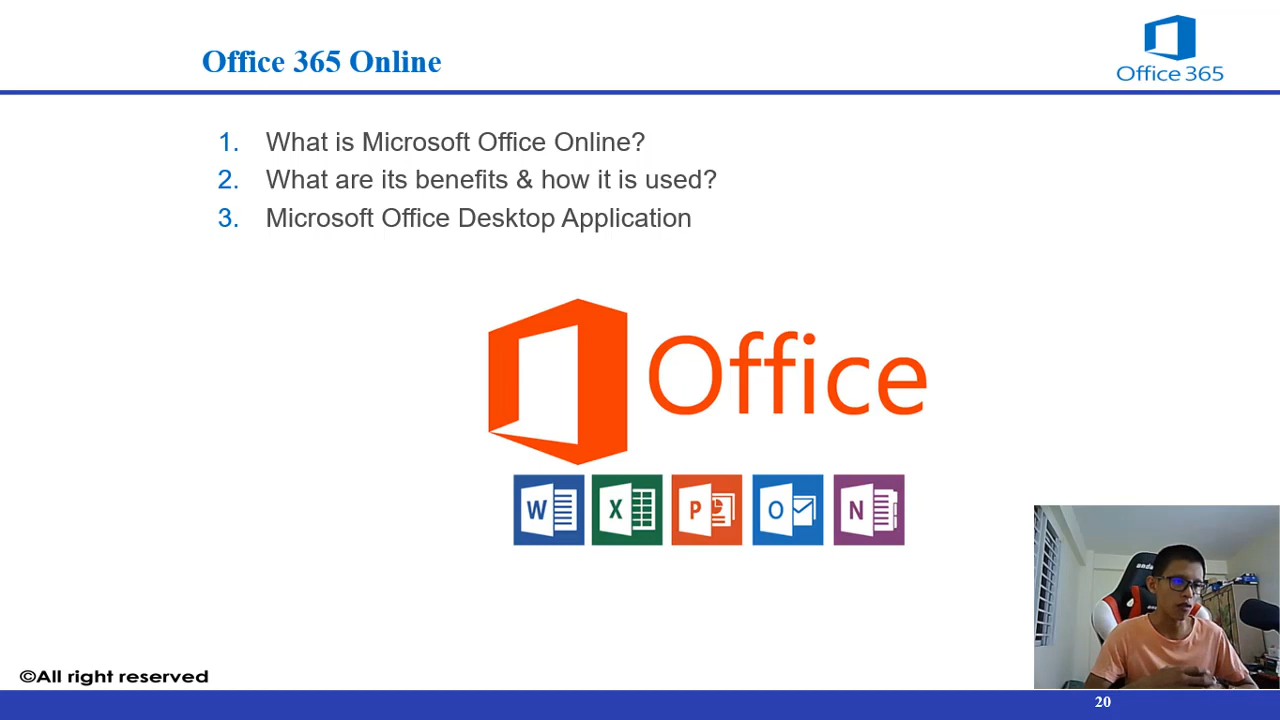 Office 365 Online
Office 365
1. What is Microsoft Office Online?
2. What are its benefits & how it is used?
3. Microsoft Office Desktop Application
Office
W X P O N
©All right reserved
20